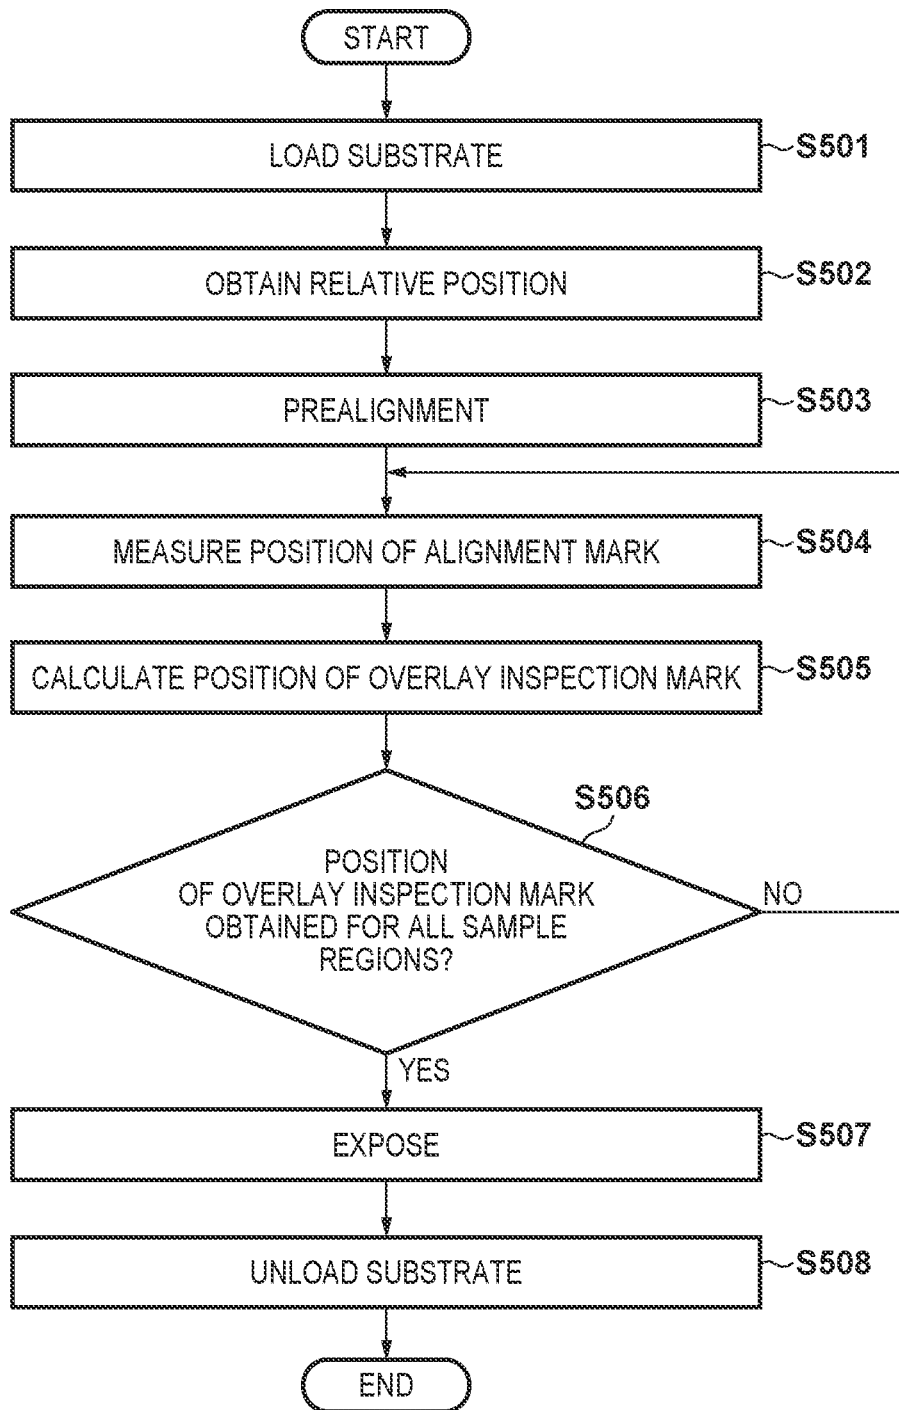 START
LOAD SUBSTRATE
S501
OBTAIN RELATIVE POSITION
S502
PREALIGNMENT
S503
MEASURE POSITION OF ALIGNMENT MARK
S504
CALCULATE POSITION OF OVERLAY INSPECTION MARK
S505
S506
POSITION
OF OVERLAY INSPECTION MARK
OBTAINED FOR ALL SAMPLE
REGIONS?
NO
YES
EXPOSE
S507
UNLOAD SUBSTRATE
S508
END